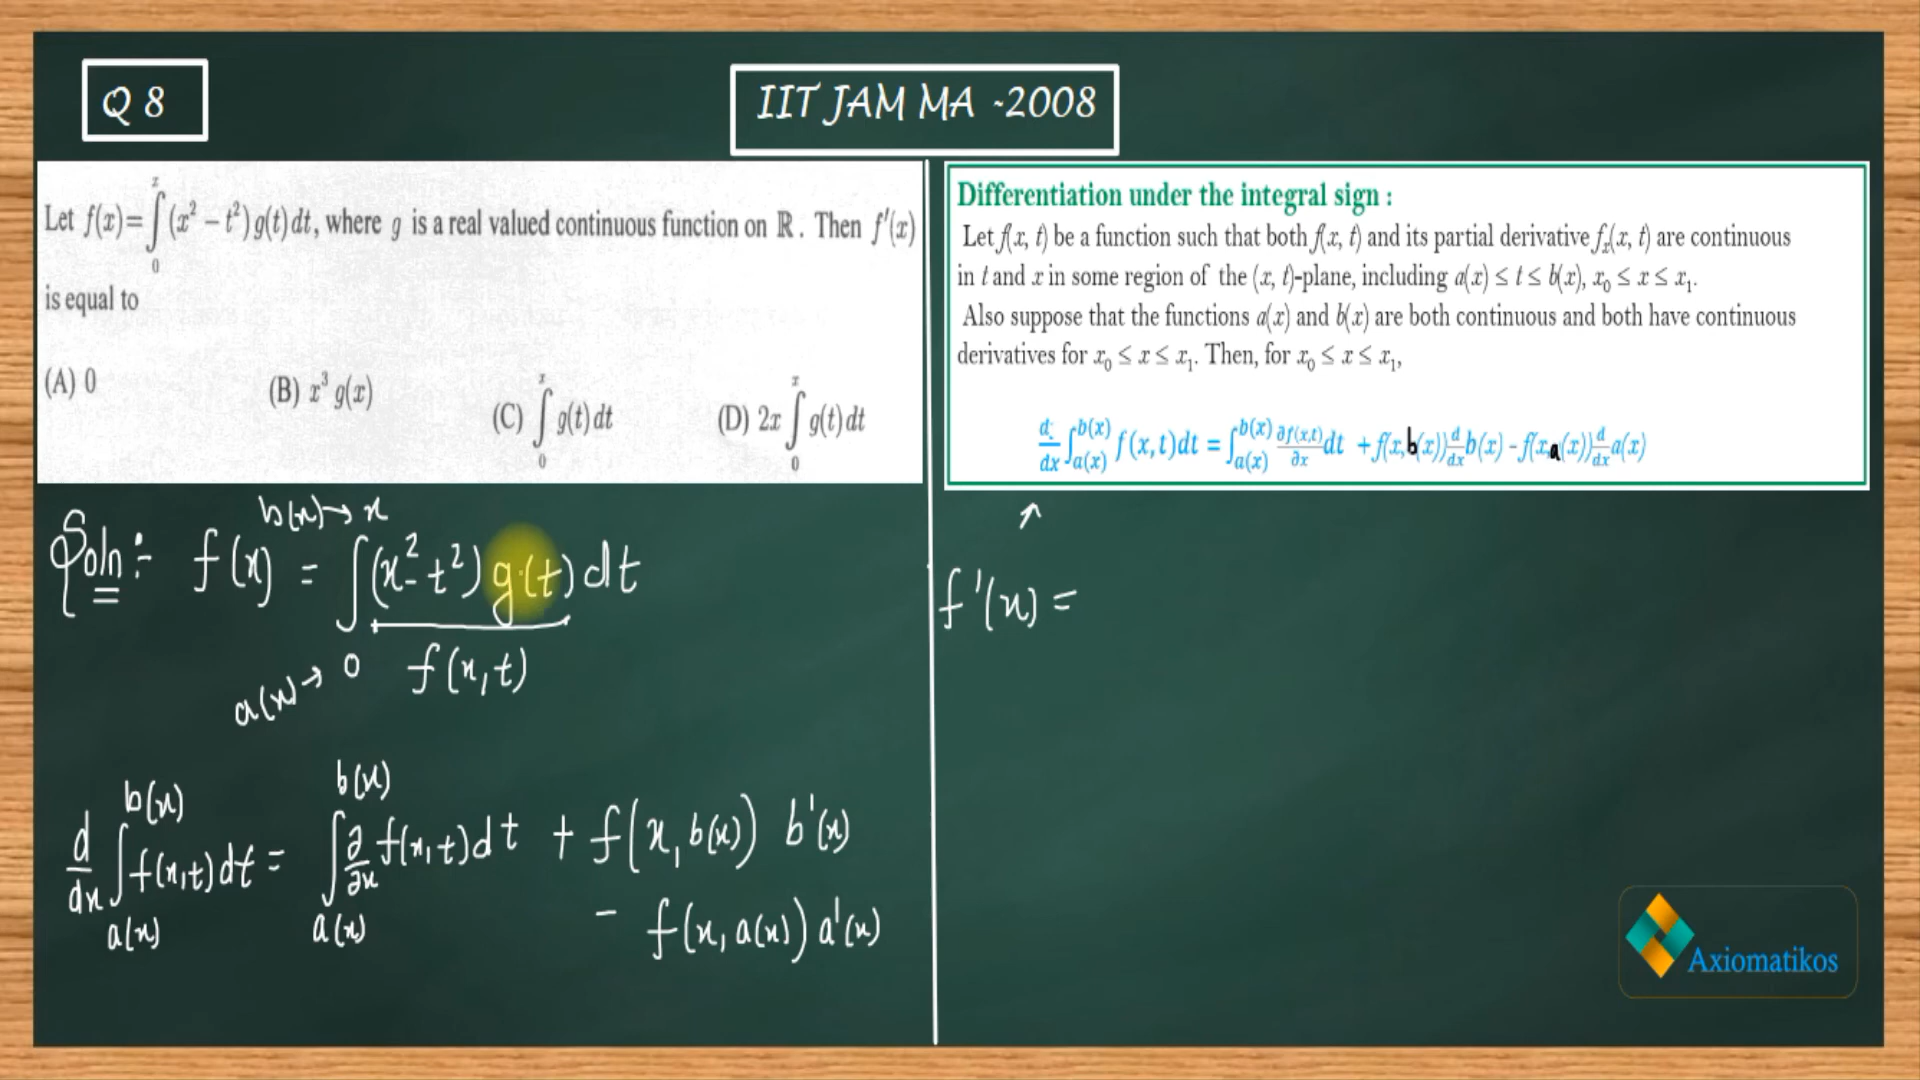 Q 8
IIT JAM MA -2008
Let f(x)=∫₀ˣ (x² − t²) g(t) dt, where g is a real valued continuous function on ℝ. Then f′(x)
is equal to
(A) 0
(B) x³ g(x)
(C) ∫₀ˣ g(t) dt
(D) 2x ∫₀ˣ g(t) dt
Differentiation under the integral sign :
Let f(x, t) be a function such that both f(x, t) and its partial derivative fₓ(x, t) are continuous
in t and x in some region of the (x, t)-plane, including a(x) ≤ t ≤ b(x), x₀ ≤ x ≤ x₁.
Also suppose that the functions a(x) and b(x) are both continuous and both have continuous
derivatives for x₀ ≤ x ≤ x₁. Then, for x₀ ≤ x ≤ x₁,
d/dx ∫_{a(x)}^{b(x)} f(x, t)dt = ∫_{a(x)}^{b(x)} ∂f(x,t)/∂x dt + f(x,b(x)) d/dx b(x) - f(x,a(x)) d/dx a(x)
b(x) → x
Soln :- f(x) = ∫ (x² - t²) g(t) dt
a(x) → 0 f(x,t)
d/dx ∫_{a(x)}^{b(x)} f(x,t) dt = ∫_{a(x)}^{b(x)} ∂/∂x f(x,t) dt + f(x, b(x)) b'(x)
- f(x, a(x)) a'(x)
↑
f'(x) =
Axiomatikos